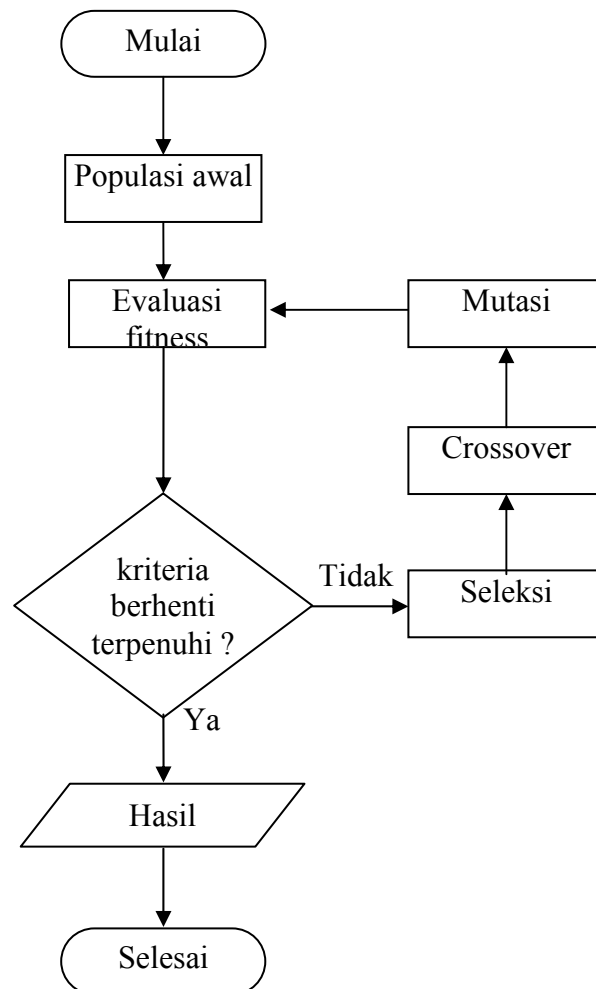 Mulai
Populasi awal
Evaluasi
fitness
Mutasi
Crossover
Seleksi
Tidak
kriteria
berhenti
terpenuhi ?
Ya
Hasil
Selesai